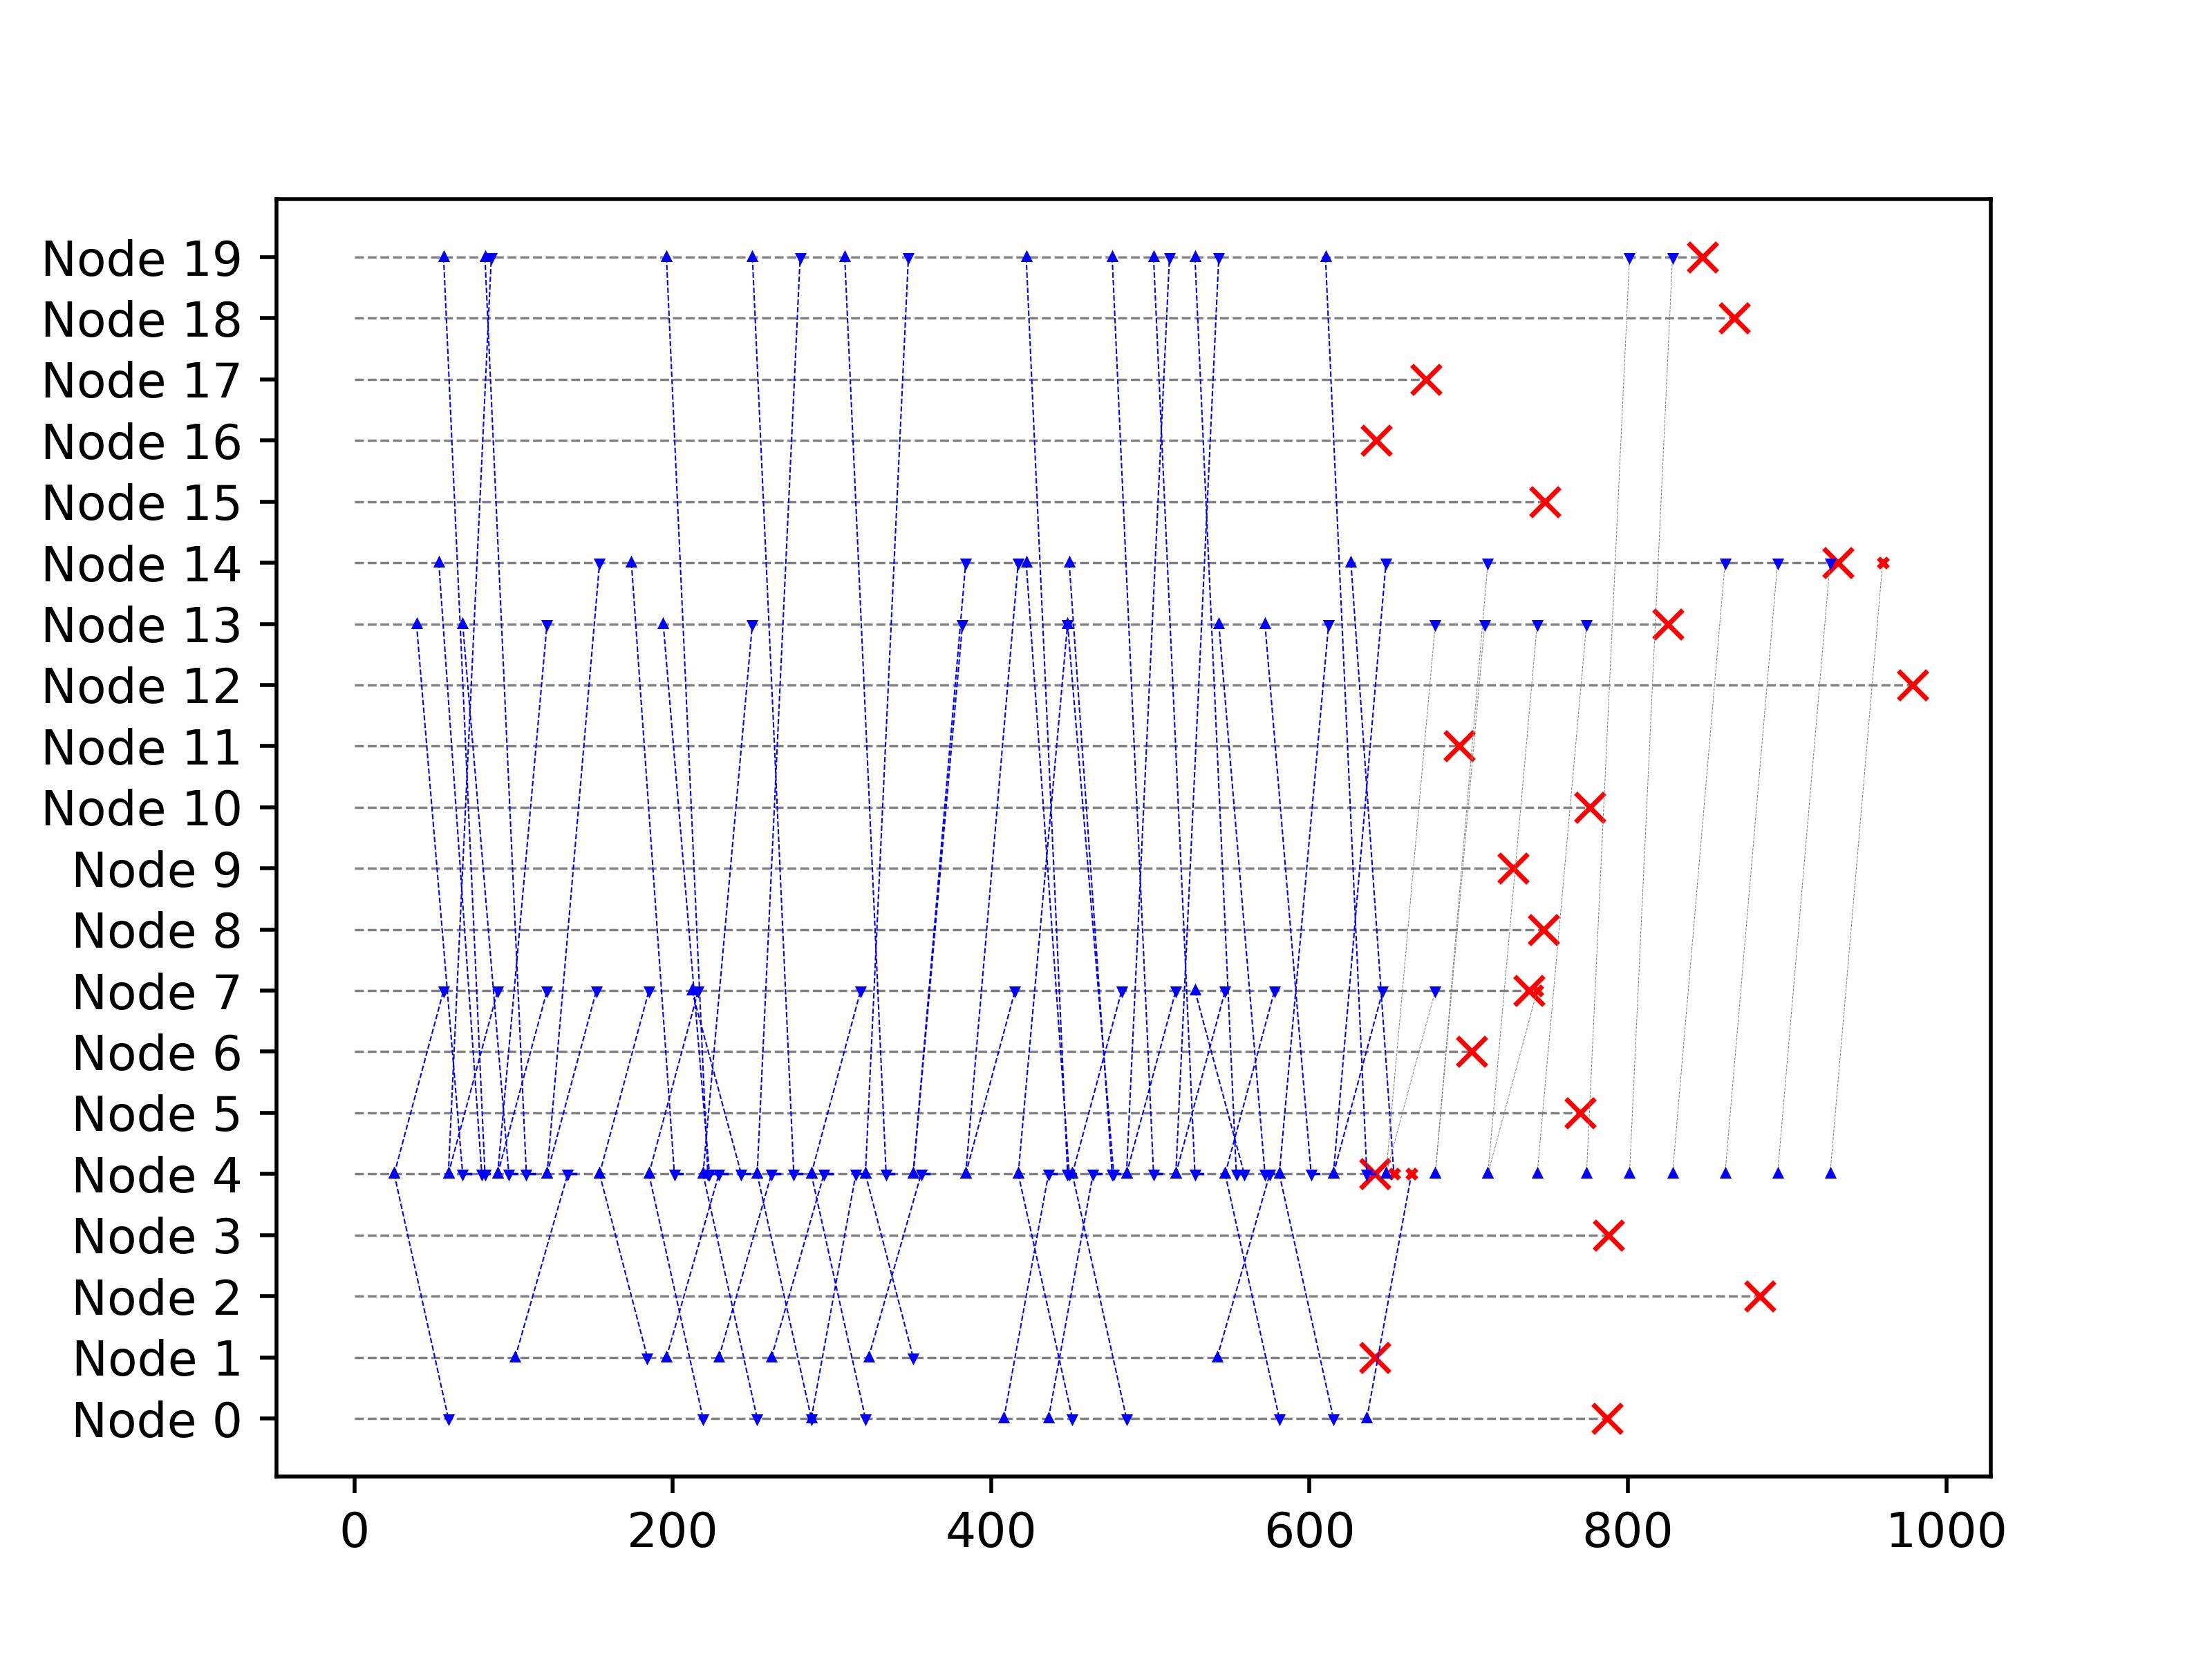 Node 19
Node 18
Node 17
Node 16
Node 15
Node 14
Node 13
Node 12
Node 11
Node 10
Node 9
Node 8
Node 7
Node 6
Node 5
Node 4
Node 3
Node 2
Node 1
Node 0
0 200 400 600 800 1000